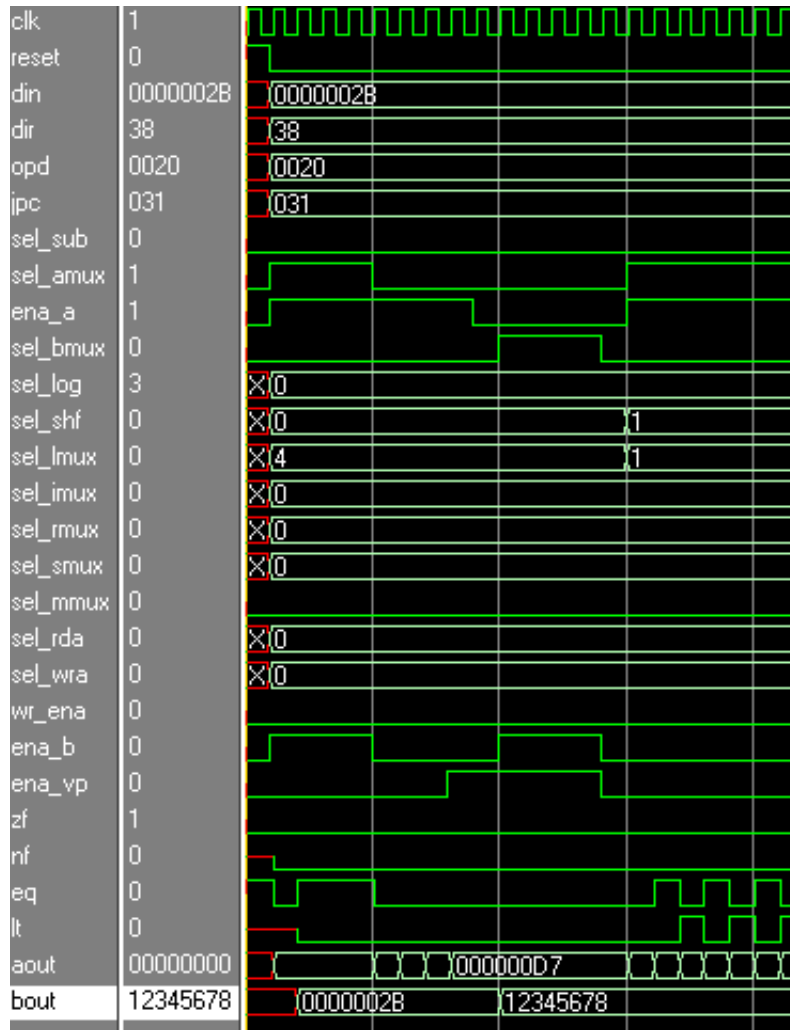 clk 1
reset 0
din 0000002B 0000002B
dir 38 38
opd 0020 0020
jpc 031 031
sel_sub 0
sel_amux 1
ena_a 1
sel_bmux 0
sel_log 3 X 0
sel_shf 0 X 0 1
sel_lmux 0 X 4 1
sel_imux 0 X 0
sel_rmux 0 X 0
sel_smux 0 X 0
sel_mmux 0
sel_rda 0 X 0
sel_wra 0 X 0
wr_ena 0
ena_b 0
ena_vp 0
zf 1
nf 0
eq 0
lt 0
aout 00000000 000000D7
bout 12345678 0000002B 12345678